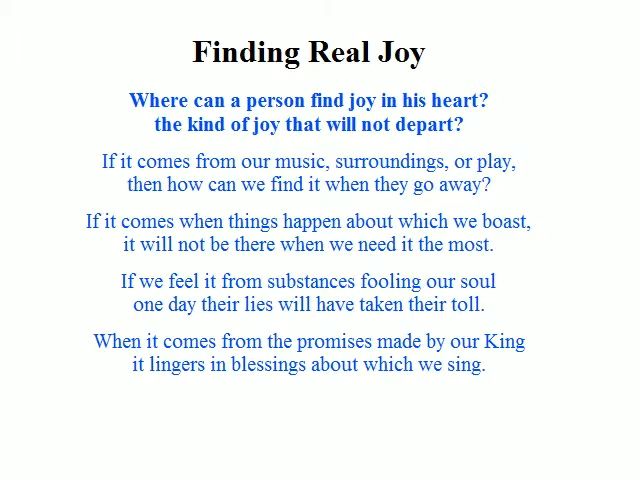 Finding Real Joy
Where can a person find joy in his heart?
the kind of joy that will not depart?
If it comes from our music, surroundings, or play,
then how can we find it when they go away?
If it comes when things happen about which we boast,
it will not be there when we need it the most.
If we feel it from substances fooling our soul
one day their lies will have taken their toll.
When it comes from the promises made by our King
it lingers in blessings about which we sing.